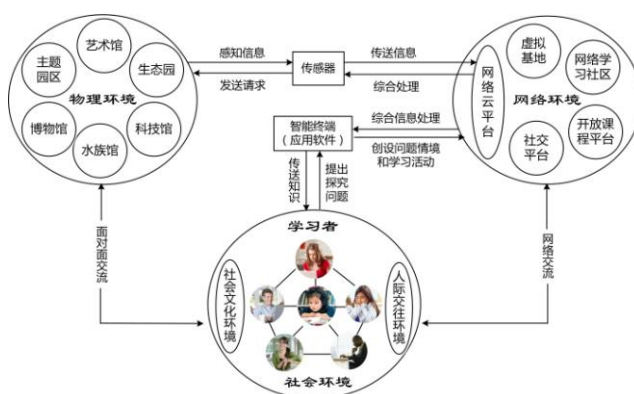 艺术馆
主题
园区
生态园
物理环境
博物馆
科技馆
水族馆
感知信息
发送请求
传感器
传送信息
综合处理
智能终端
(应用软件)
综合信息处理
创设问题情境
和学习活动
网络云平台
虚拟
基地
网络学
习社区
网络环境
社交
平台
开放课
程平台
传送知识
提出
探究
问题
面对面交流
网络交流
学习者
社会文化环境
人际交往环境
社会环境